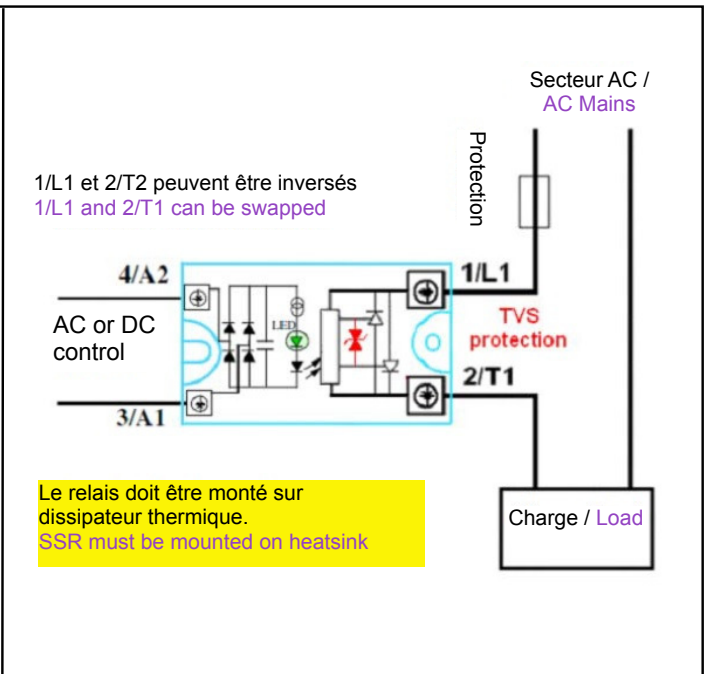 Secteur AC /
AC Mains
Protection
1/L1 et 2/T2 peuvent être inversés
1/L1 and 2/T1 can be swapped
4/A2
1/L1
LED
TVS
protection
AC or DC
control
2/T1
3/A1
Le relais doit être monté sur
dissipateur thermique.
SSR must be mounted on heatsink
Charge / Load